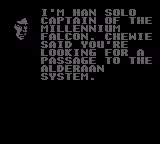 I'M HAN SOLO
CAPTAIN OF THE
MILLENNIUM
FALCON. CHEWIE
SAID YOU'RE
LOOKING FOR A
PASSAGE TO THE
ALDERAAN
SYSTEM.